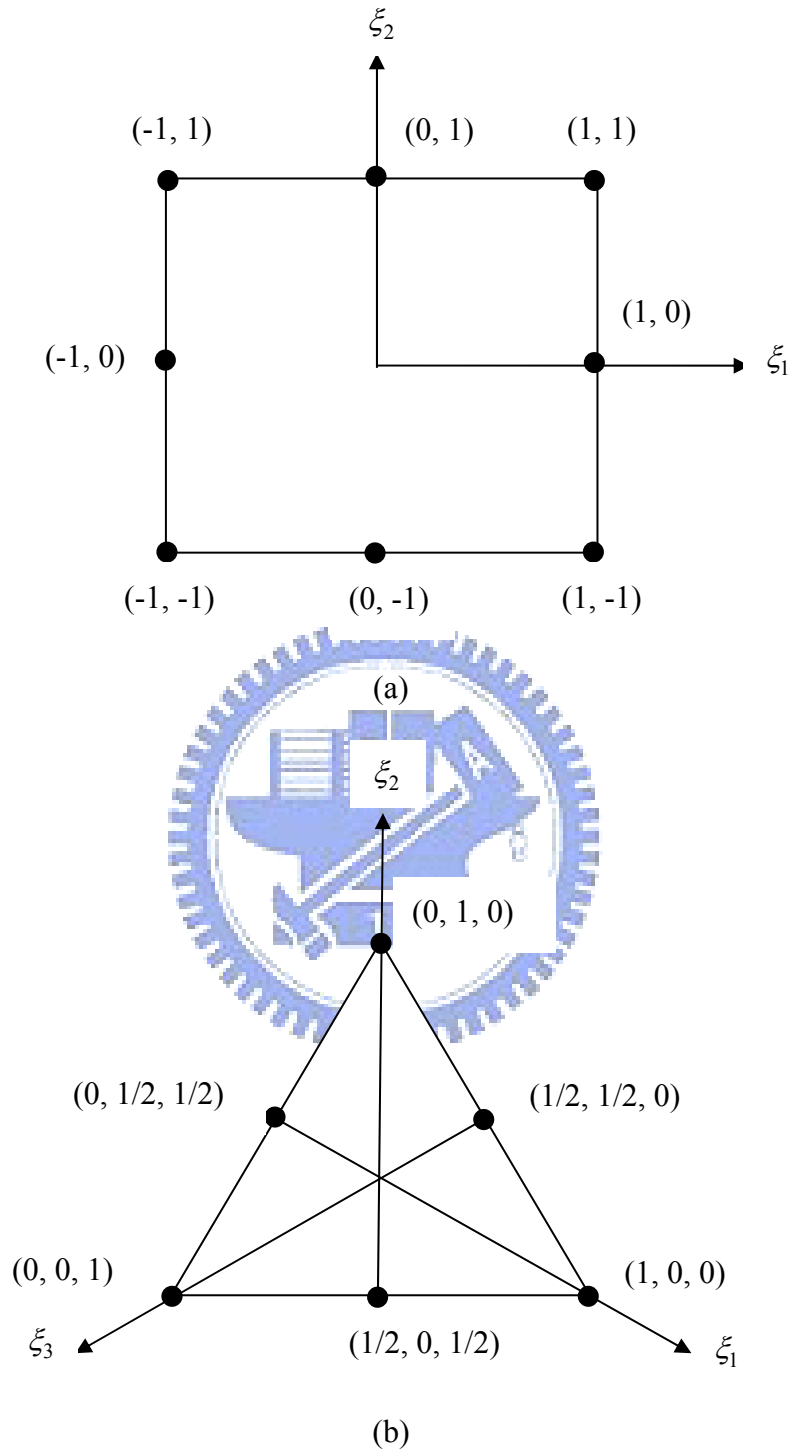 ξ2
(-1, 1) (0, 1) (1, 1)
(1, 0)
(-1, 0)
ξ1
(-1, -1) (0, -1) (1, -1)
(a)
ξ2
(0, 1, 0)
(0, 1/2, 1/2) (1/2, 1/2, 0)
(0, 0, 1) (1, 0, 0)
ξ3 (1/2, 0, 1/2) ξ1
(b)